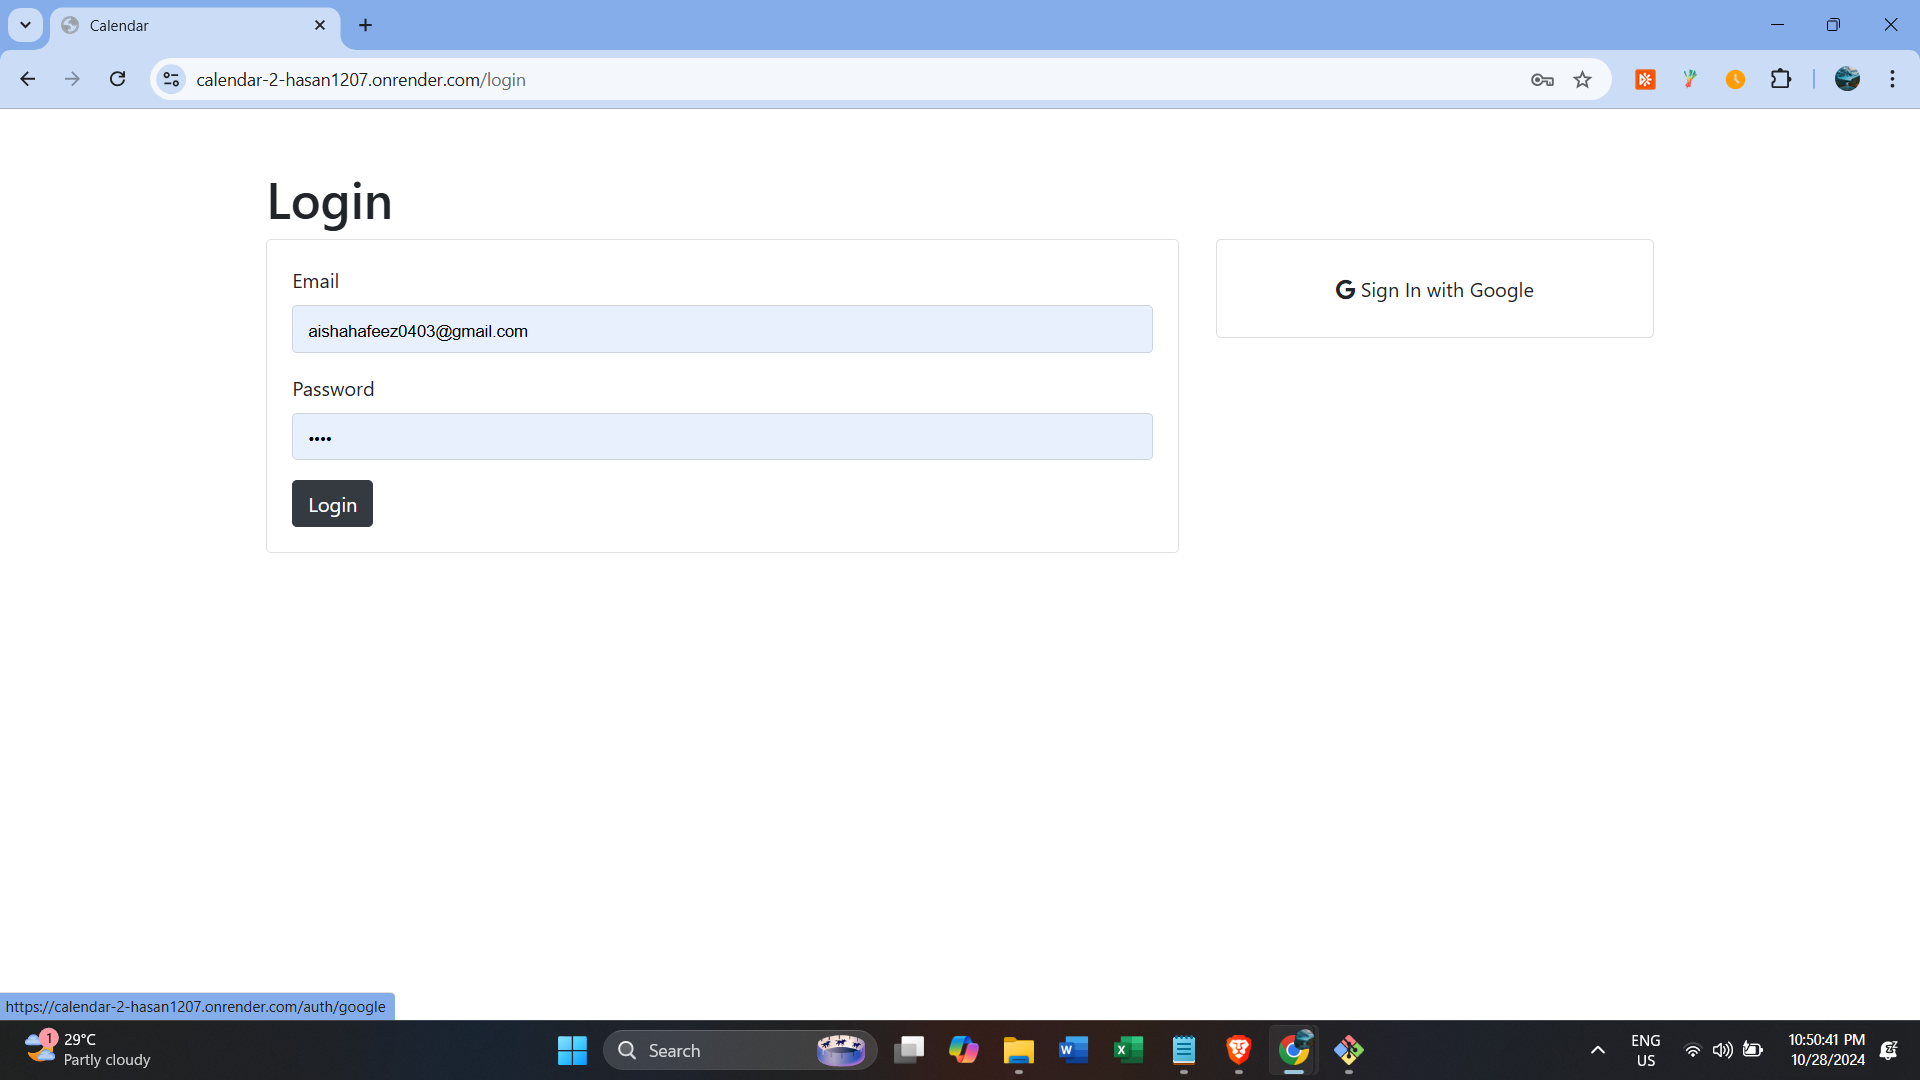 Calendar
calendar-2-hasan1207.onrender.com/login
Login
Email
aishahafeez0403@gmail.com
Password
••••
Login
Sign In with Google
https://calendar-2-hasan1207.onrender.com/auth/google
1
29°C
Partly cloudy
Search
ENG
US
10:50:41 PM
10/28/2024